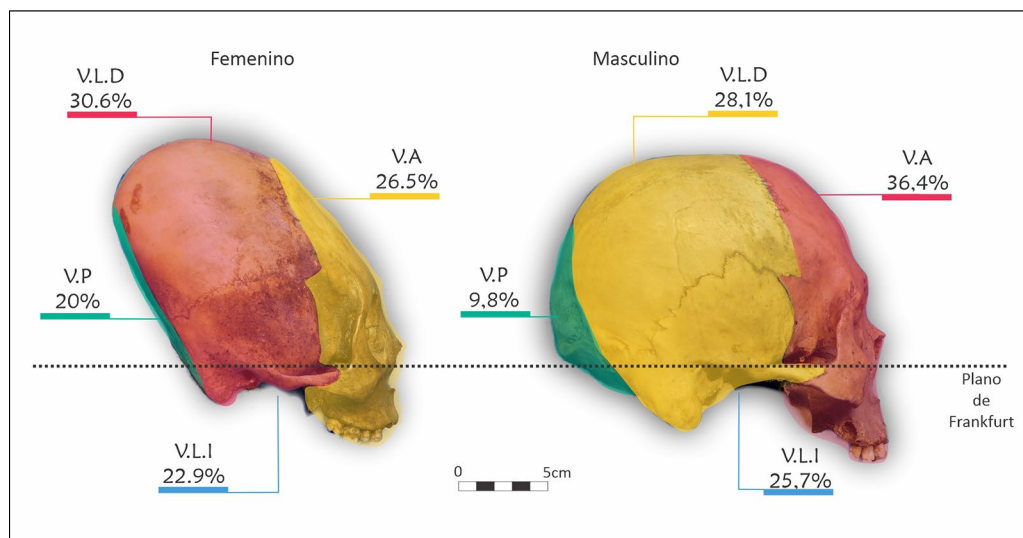 Femenino
V.L.D
30.6%
V.A
26.5%
V.P
20%
V.L.I
22.9%
Masculino
V.L.D
28,1%
V.A
36,4%
V.P
9,8%
V.L.I
25,7%
Plano
de
Frankfurt
0 5cm